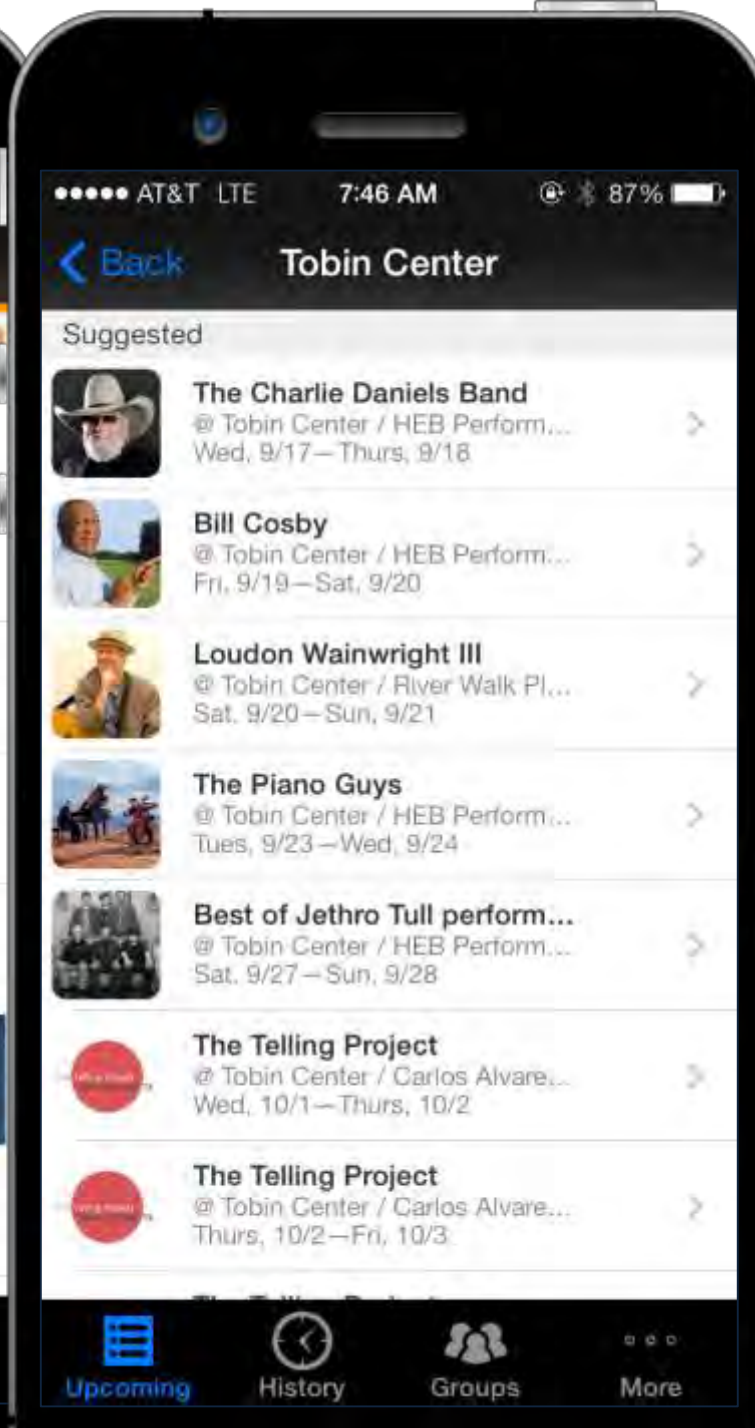 ●●●●● AT&T LTE 7:46 AM 87%
Back Tobin Center
Suggested
The Charlie Daniels Band
@ Tobin Center / HEB Perform...
Wed, 9/17—Thurs, 9/18
Bill Cosby
@ Tobin Center / HEB Perform...
Fri, 9/19—Sat, 9/20
Loudon Wainwright III
@ Tobin Center / River Walk Pl...
Sat, 9/20—Sun, 9/21
The Piano Guys
@ Tobin Center / HEB Perform...
Tues, 9/23—Wed, 9/24
Best of Jethro Tull perform...
@ Tobin Center / HEB Perform...
Sat, 9/27—Sun, 9/28
The Telling Project
@ Tobin Center / Carlos Alvare...
Wed, 10/1—Thurs, 10/2
The Telling Project
@ Tobin Center / Carlos Alvare...
Thurs, 10/2—Fri, 10/3
Upcoming History Groups More